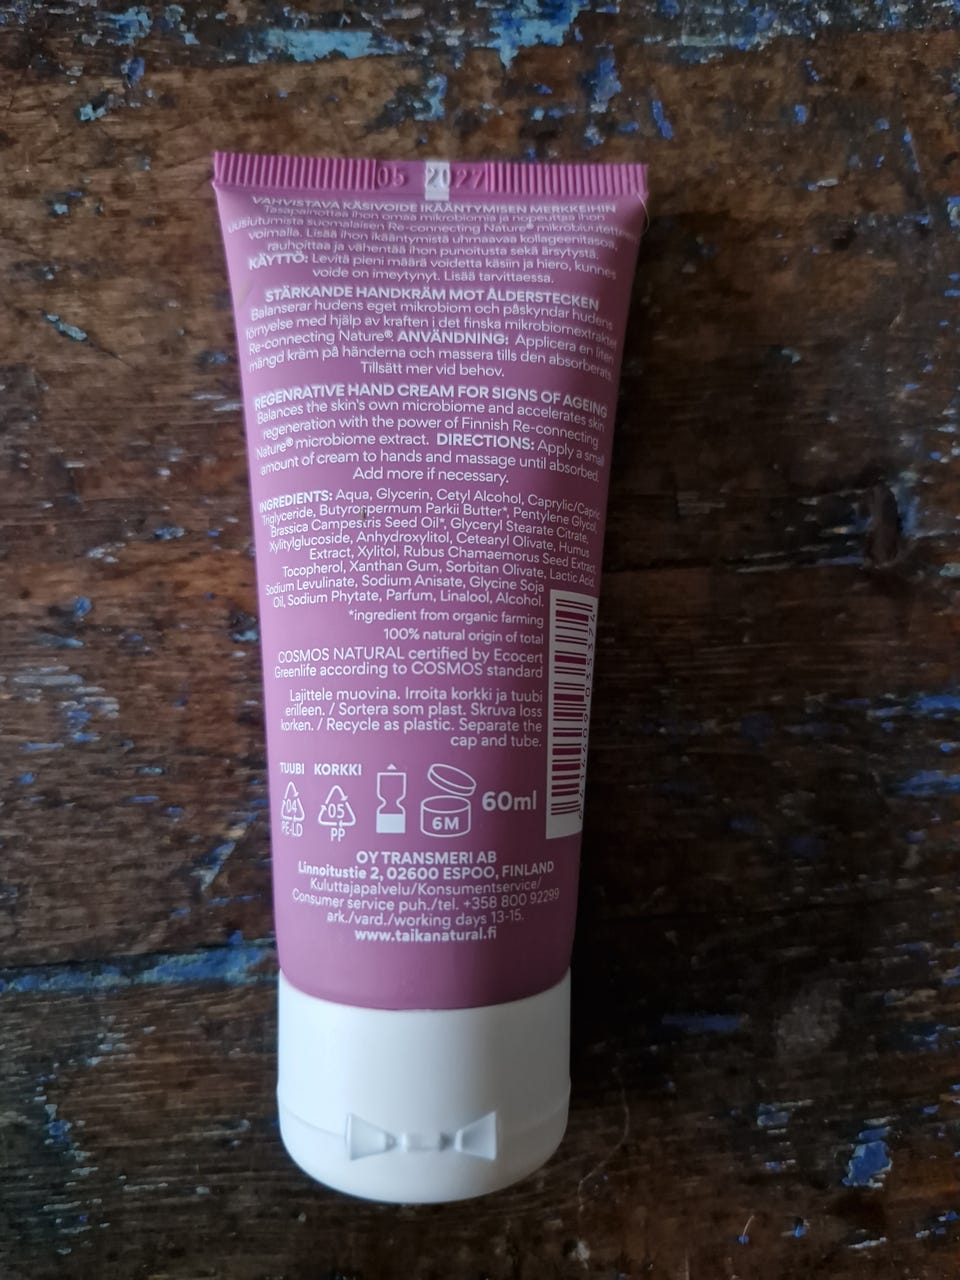 05 2027
VAHVISTAVA KÄSIVOIDE IKÄÄNTYMISEN MERKKEIHIN
Tasapainottaa ihon omaa mikrobiomia ja nopeuttaa ihon
uusiutumista suomalaisen Re-connecting Nature® mikrobiuutteen
voimalla. Lisää ihon ikääntymistä uhmaavaa kollageenitasoa,
rauhoittaa ja vähentää ihon punoitusta sekä ärsytystä.
KÄYTTÖ: Levitä pieni määrä voidetta käsiin ja hiero, kunnes
voide on imeytynyt. Lisää tarvittaessa.
STÄRKANDE HANDKRÄM MOT ÅLDERSTECKEN
Balanserar hudens eget mikrobiom och påskyndar hudens
förnyelse med hjälp av kraften i det finska mikrobiomextraktet
Re-connecting Nature®. ANVÄNDNING: Applicera en liten
mängd kräm på händerna och massera tills den absorberats.
Tillsätt mer vid behov.
REGENRATIVE HAND CREAM FOR SIGNS OF AGEING
Balances the skin's own microbiome and accelerates skin
regeneration with the power of Finnish Re-connecting
Nature® microbiome extract. DIRECTIONS: Apply a small
amount of cream to hands and massage until absorbed.
Add more if necessary.
INGREDIENTS: Aqua, Glycerin, Cetyl Alcohol, Caprylic/Capric
Triglyceride, Butyrospermum Parkii Butter*, Pentylene Glycol,
Brassica Campestris Seed Oil*, Glyceryl Stearate Citrate,
Xylitylglucoside, Anhydroxylitol, Cetearyl Olivate, Humus
Extract, Xylitol, Rubus Chamaemorus Seed Extract,
Tocopherol, Xanthan Gum, Sorbitan Olivate, Lactic Acid,
Sodium Levulinate, Sodium Anisate, Glycine Soja
Oil, Sodium Phytate, Parfum, Linalool, Alcohol.
*ingredient from organic farming
100% natural origin of total
COSMOS NATURAL certified by Ecocert
Greenlife according to COSMOS standard
Lajittele muovina. Irroita korkki ja tuubi
erilleen. / Sortera som plast. Skruva loss
korken. / Recycle as plastic. Separate the
cap and tube.
TUUBI KORKKI
04 05
PE-LD PP
6M
60ml
OY TRANSMERI AB
Linnoitustie 2, 02600 ESPOO, FINLAND
Kuluttajapalvelu/Konsumentservice/
Consumer service puh./tel. +358 800 92299
ark./vard./working days 13-15.
www.taikanatural.fi